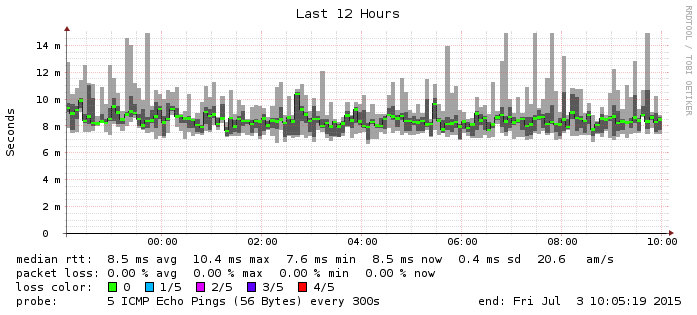 Last 12 Hours
RRDTOOL / TOBI OETIKER
Seconds
14 m
12 m
10 m
8 m
6 m
4 m
2 m
0
00:00 02:00 04:00 06:00 08:00 10:00
median rtt: 8.5 ms avg 10.4 ms max 7.6 ms min 8.5 ms now 0.4 ms sd 20.6 am/s
packet loss: 0.00 % avg 0.00 % max 0.00 % min 0.00 % now
loss color: 0 1/5 2/5 3/5 4/5
probe: 5 ICMP Echo Pings (56 Bytes) every 300s end: Fri Jul 3 10:05:19 2015